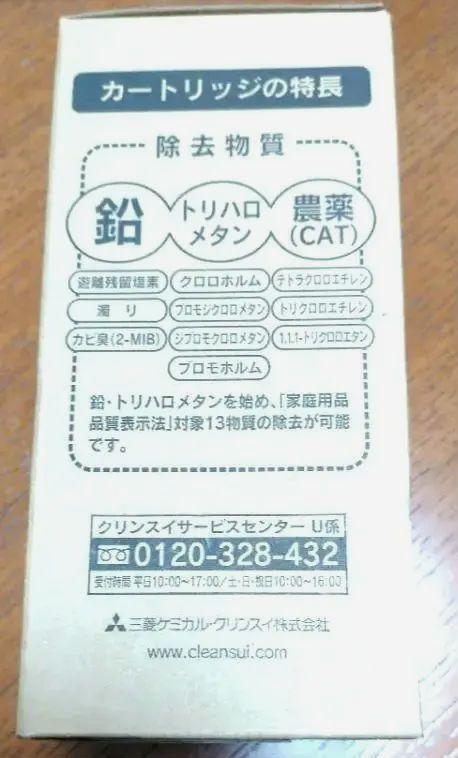 カートリッジの特長
除去物質
鉛
トリハロ
メタン
農薬
(CAT)
遊離残留塩素
クロロホルム
テトラクロロエチレン
濁り
ブロモジクロロメタン
トリクロロエチレン
カビ臭(2-MIB)
ジブロモクロロメタン
1.1.1-トリクロロエタン
ブロモホルム
鉛・トリハロメタンを始め、「家庭用品
品質表示法」対象13物質の除去が可能
です。
クリンスイサービスセンター U係
0120-328-432
受付時間 平日10:00〜17:00/土・日・祝日10:00〜16:00
三菱ケミカル・クリンスイ株式会社
www.cleansui.com